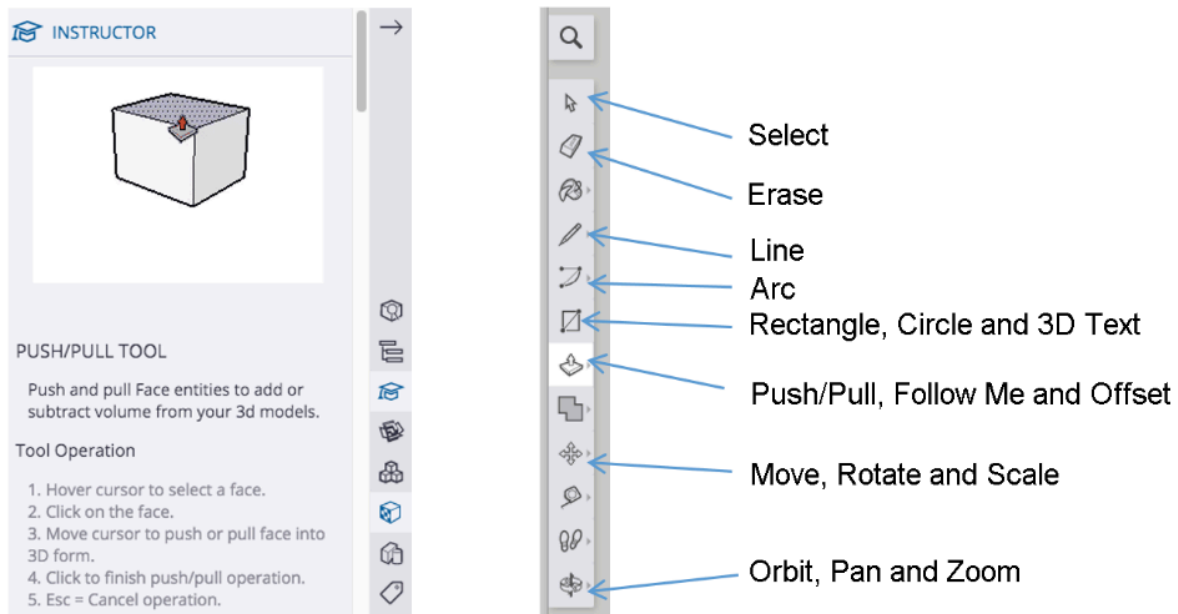 INSTRUCTOR
PUSH/PULL TOOL
Push and pull Face entities to add or
subtract volume from your 3d models.
Tool Operation
1. Hover cursor to select a face.
2. Click on the face.
3. Move cursor to push or pull face into
3D form.
4. Click to finish push/pull operation.
5. Esc = Cancel operation.
Select
Erase
Line
Arc
Rectangle, Circle and 3D Text
Push/Pull, Follow Me and Offset
Move, Rotate and Scale
Orbit, Pan and Zoom